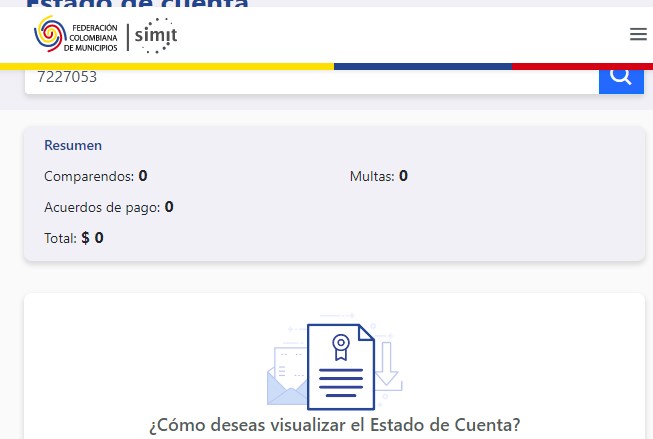 Estado de cuenta
FEDERACIÓN
COLOMBIANA
DE MUNICIPIOS
simit
7227053
Resumen
Comparendos: 0
Multas: 0
Acuerdos de pago: 0
Total: $ 0
¿Cómo deseas visualizar el Estado de Cuenta?